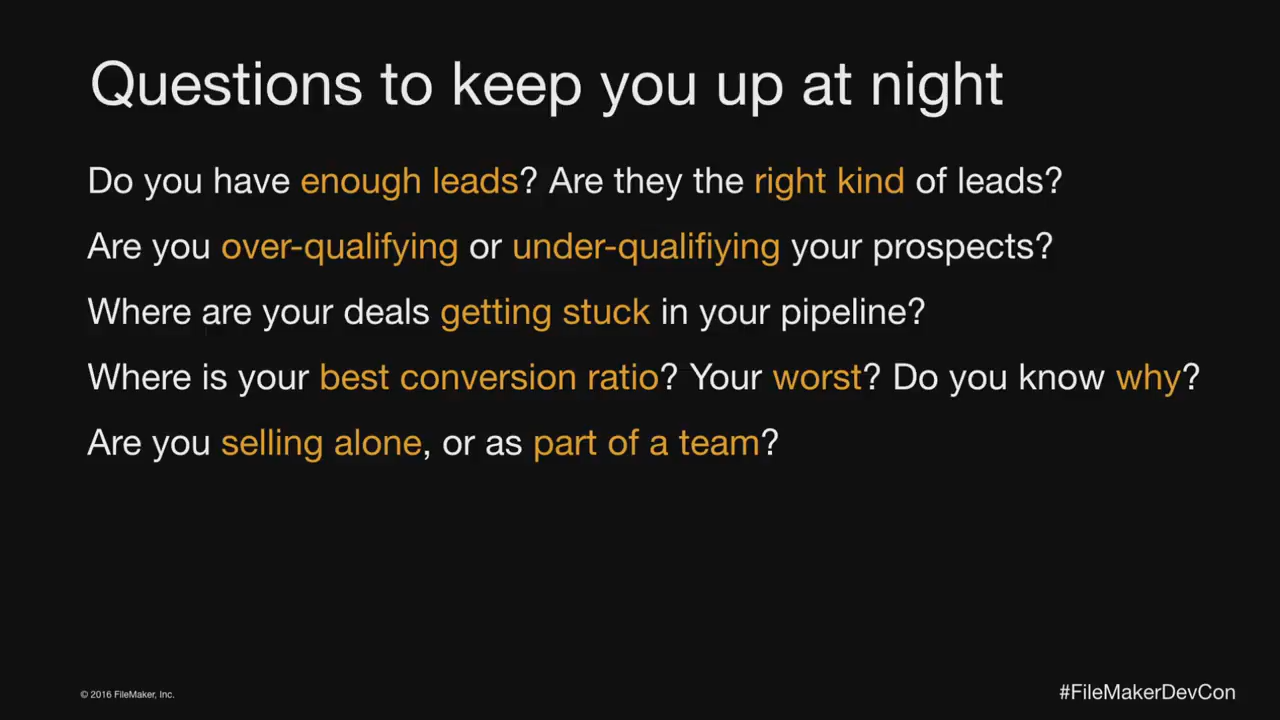 Questions to keep you up at night
Do you have enough leads? Are they the right kind of leads?
Are you over-qualifying or under-qualifiying your prospects?
Where are your deals getting stuck in your pipeline?
Where is your best conversion ratio? Your worst? Do you know why?
Are you selling alone, or as part of a team?
© 2016 FileMaker, Inc.
#FileMakerDevCon